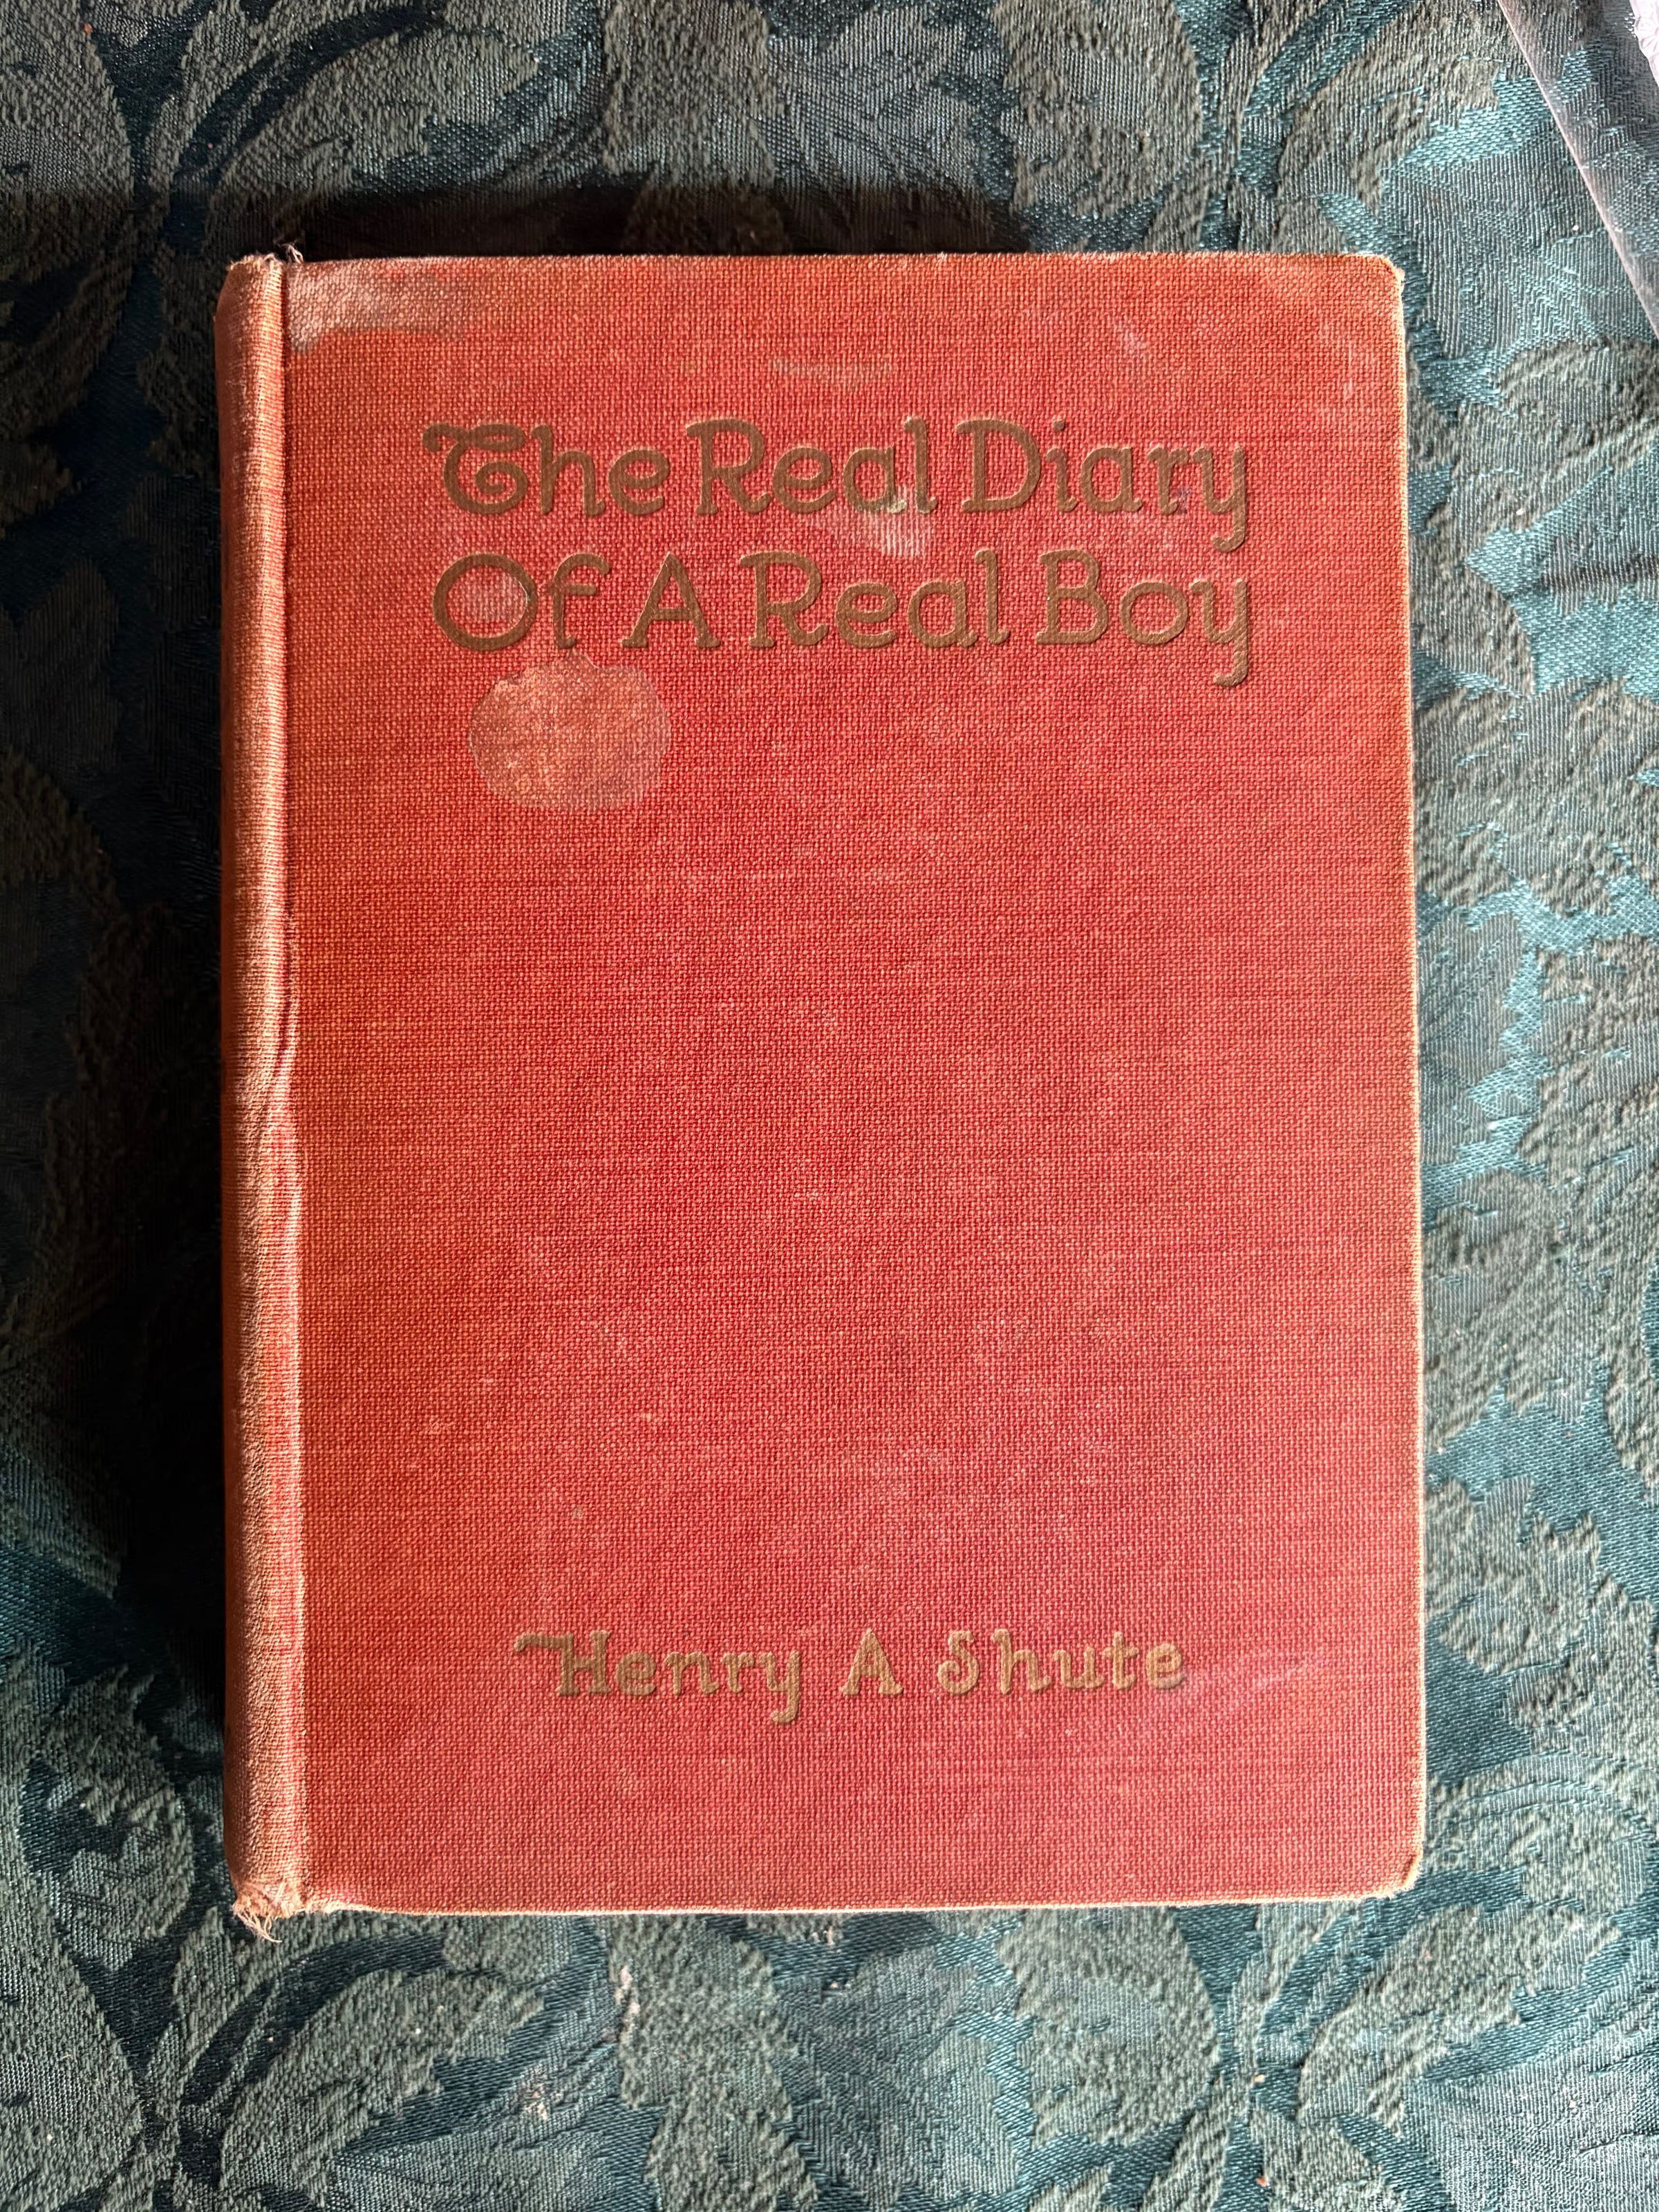 The Real Diary
Of A Real Boy
Henry A Shute